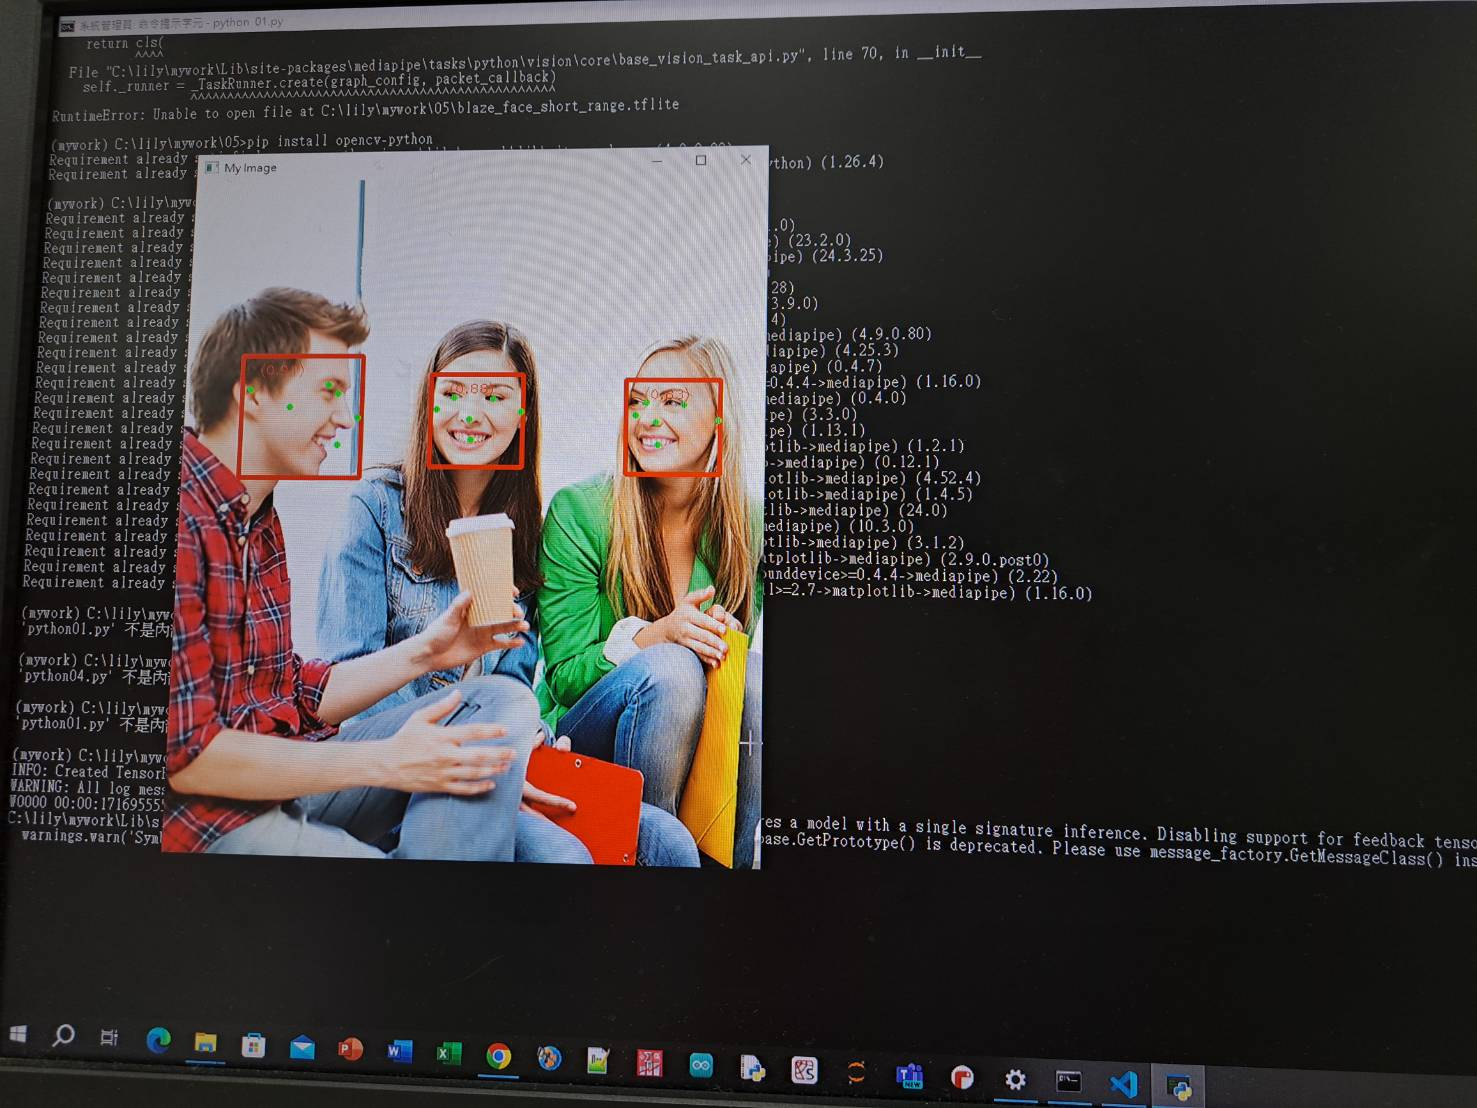 系統管理員: 命令提示字元 - python 01.py
return cls(
^^^^
File "C:\lily\mywork\Lib\site-packages\mediapipe\tasks\python\vision\core\base_vision_task_api.py", line 70, in __init__
self._runner = _TaskRunner.create(graph_config, packet_callback)
^^^^^^^^^^^^^^^^^^^^^^^^^^^^^^^^^^^^^^^^^^^^^^^^^
RuntimeError: Unable to open file at C:\lily\mywork\05\blaze_face_short_range.tflite
(mywork) C:\lily\mywork\05>pip install opencv-python
Requirement already
Requirement already ython) (1.26.4)
My Image
(mywork) C:\lily\myw
Requirement already .0)
Requirement already ) (23.2.0)
Requirement already ipe) (24.3.25)
Requirement already
Requirement already 28)
Requirement already 3.9.0)
Requirement already 4)
Requirement already mediapipe) (4.9.0.80)
Requirement already iapipe) (4.25.3)
Requirement already ) (0.4.7)
Requirement already =0.4.4->mediapipe) (1.16.0)
Requirement already ) (0.4.0)
Requirement already pe) (3.3.0)
Requirement already pe) (1.13.1)
Requirement already otlib->mediapipe) (1.2.1)
Requirement already ->mediapipe) (0.12.1)
Requirement already otlib->mediapipe) (4.52.4)
Requirement already otlib->mediapipe) (1.4.5)
Requirement already lib->mediapipe) (24.0)
Requirement already mediapipe) (10.3.0)
Requirement already otlib->mediapipe) (3.1.2)
Requirement already atplotlib->mediapipe) (2.9.0.post0)
Requirement already ounddevice>=0.4.4->mediapipe) (2.22)
Requirement already l>=2.7->matplotlib->mediapipe) (1.16.0)
(0.91)
(0.88)
(mywork) C:\lily\myw
'python01.py' 不是內
(mywork) C:\lily\myw
'python04.py' 不是內
(mywork) C:\lily\myw
'python01.py' 不是內
(mywork) C:\lily\myw
INFO: Created Tensor
WARNING: All log mess
W0000 00:00:17169555
res a model with a single signature inference. Disabling support for feedback tenso
C:\lily\mywork\Lib\s base.GetPrototype() is deprecated. Please use message_factory.GetMessageClass() ins
warnings.warn('Sym